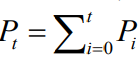 P_t = \sum_{i=0}^{t} P_i